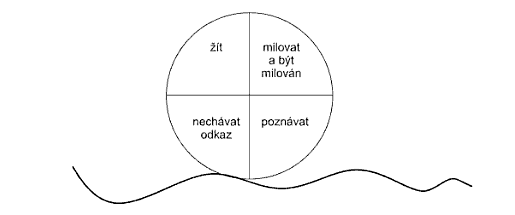 žít
milovat
a být
milován
nechávat
odkaz
poznávat